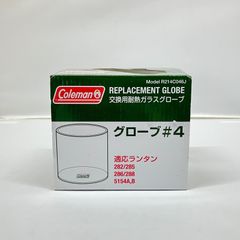 Model R214C046J
Coleman
REPLACEMENT GLOBE
交換用耐熱ガラスグローブ
グローブ#4
適応ランタン
282/285
286/288
5154A,B
Coleman